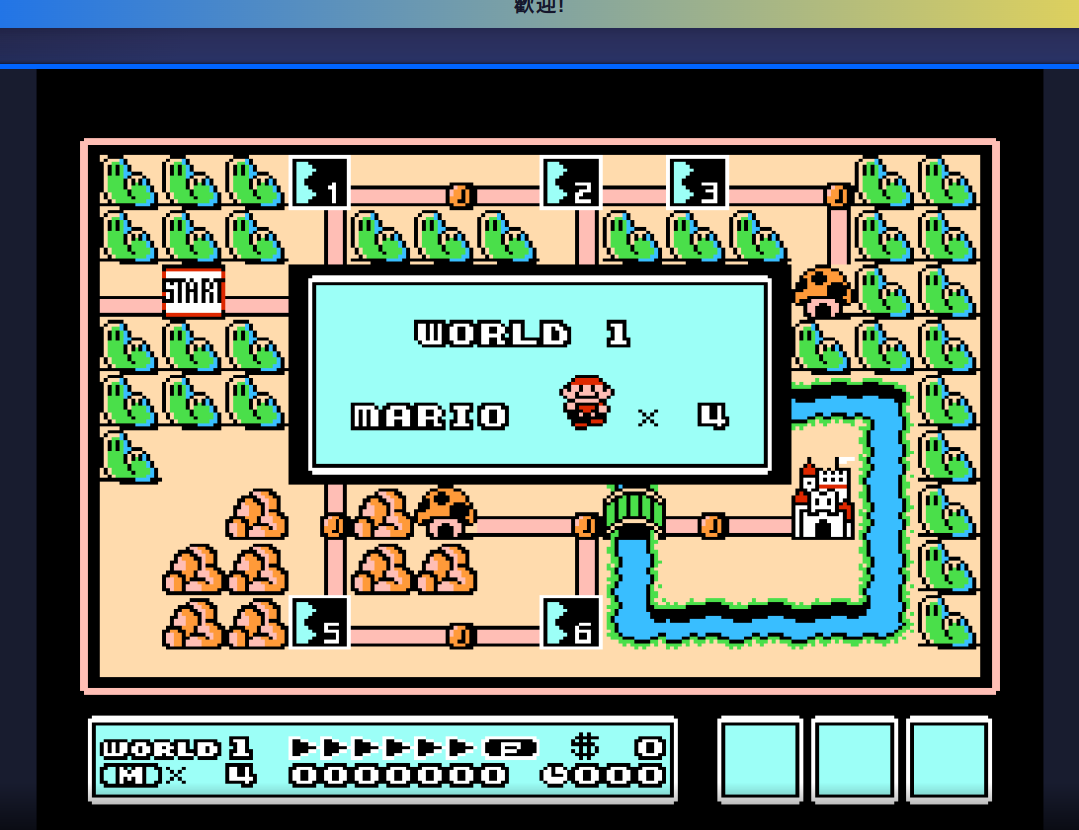 歡迎!
1
2
3
START
WORLD 1
MARIO × 4
5
6
WORLD 1 ▶▶▶▶▶▶ P $ 0
M × 4 0000000 000